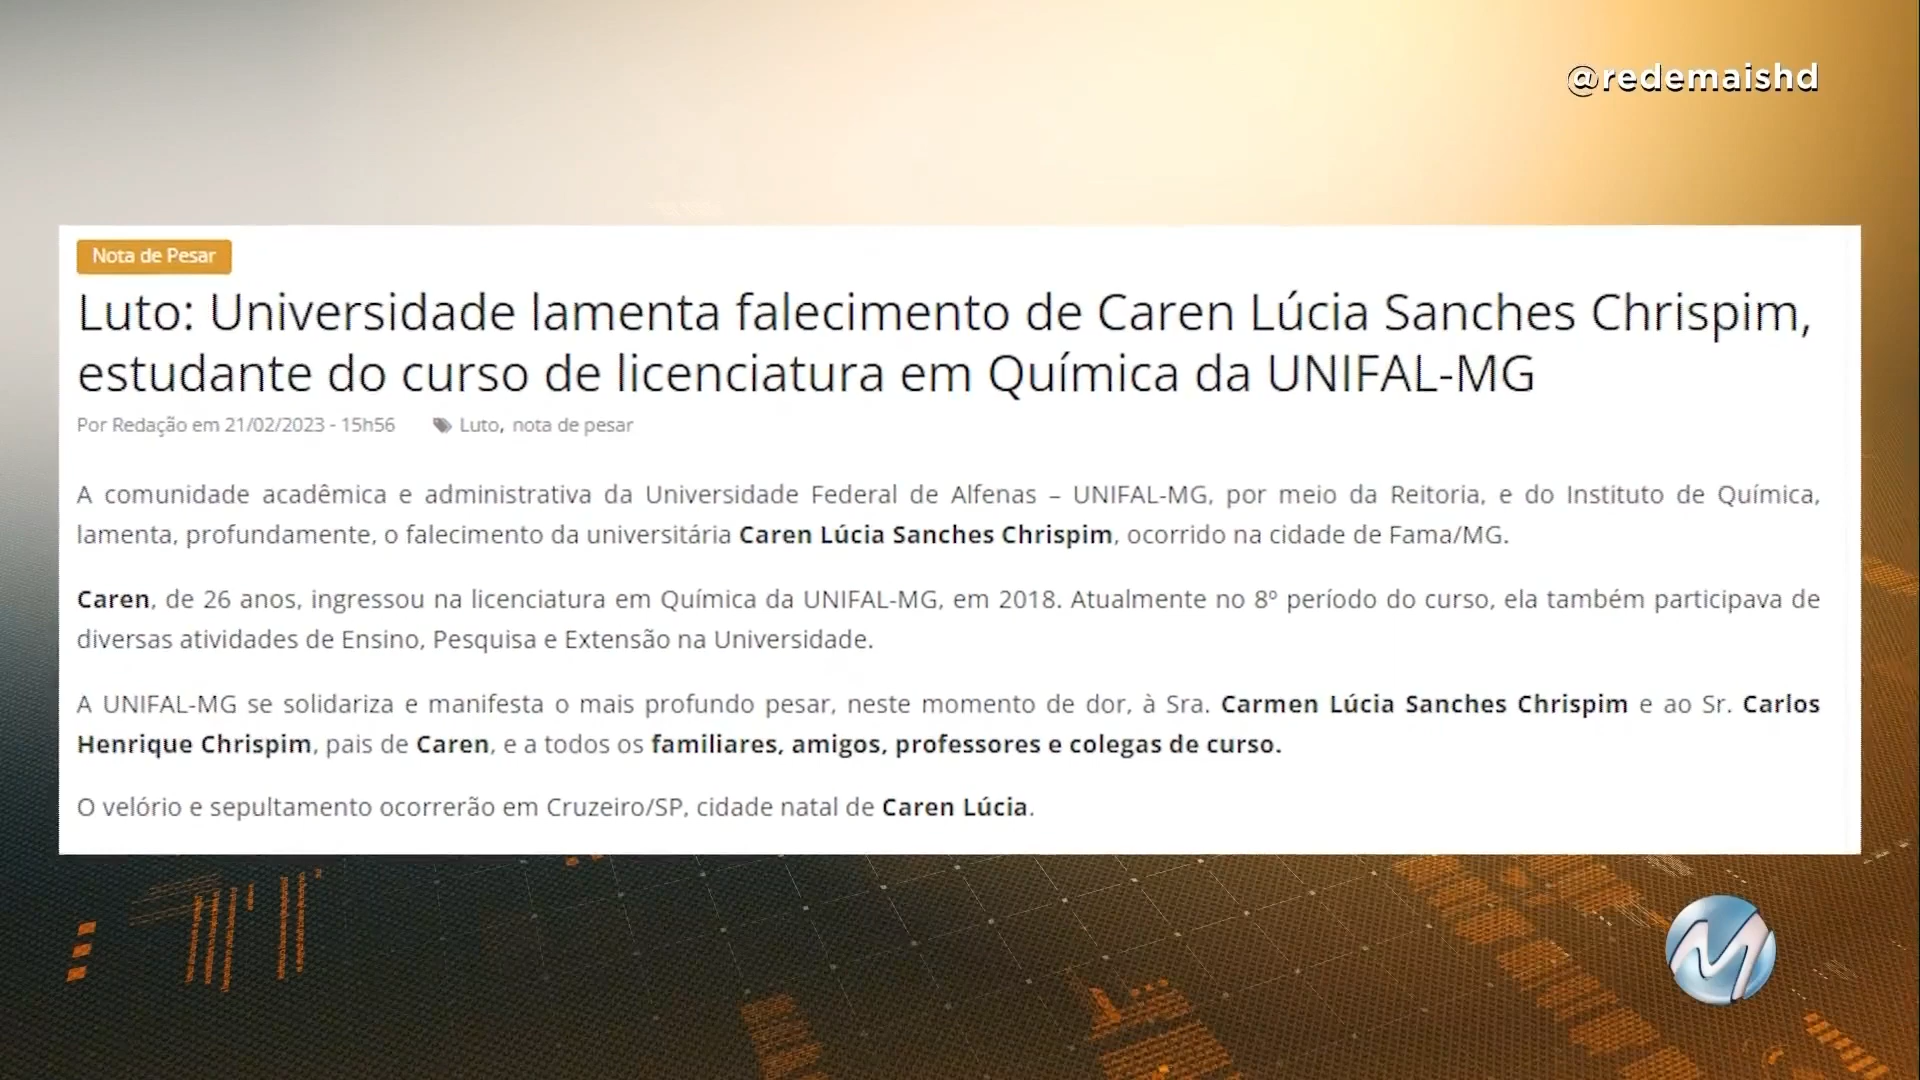 @redemaishd
Nota de Pesar
Luto: Universidade lamenta falecimento de Caren Lúcia Sanches Chrispim,
estudante do curso de licenciatura em Química da UNIFAL-MG
Por Redação em 21/02/2023 - 15h56 Luto, nota de pesar
A comunidade acadêmica e administrativa da Universidade Federal de Alfenas – UNIFAL-MG, por meio da Reitoria, e do Instituto de Química,
lamenta, profundamente, o falecimento da universitária Caren Lúcia Sanches Chrispim, ocorrido na cidade de Fama/MG.
Caren, de 26 anos, ingressou na licenciatura em Química da UNIFAL-MG, em 2018. Atualmente no 8º período do curso, ela também participava de
diversas atividades de Ensino, Pesquisa e Extensão na Universidade.
A UNIFAL-MG se solidariza e manifesta o mais profundo pesar, neste momento de dor, à Sra. Carmen Lúcia Sanches Chrispim e ao Sr. Carlos
Henrique Chrispim, pais de Caren, e a todos os familiares, amigos, professores e colegas de curso.
O velório e sepultamento ocorrerão em Cruzeiro/SP, cidade natal de Caren Lúcia.
M